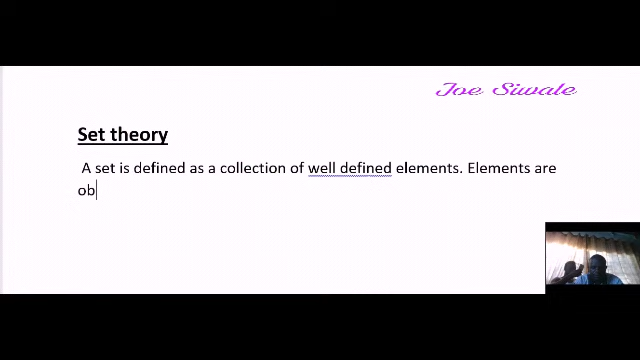 Joe Siwale
Set theory
A set is defined as a collection of well defined elements. Elements are
ob